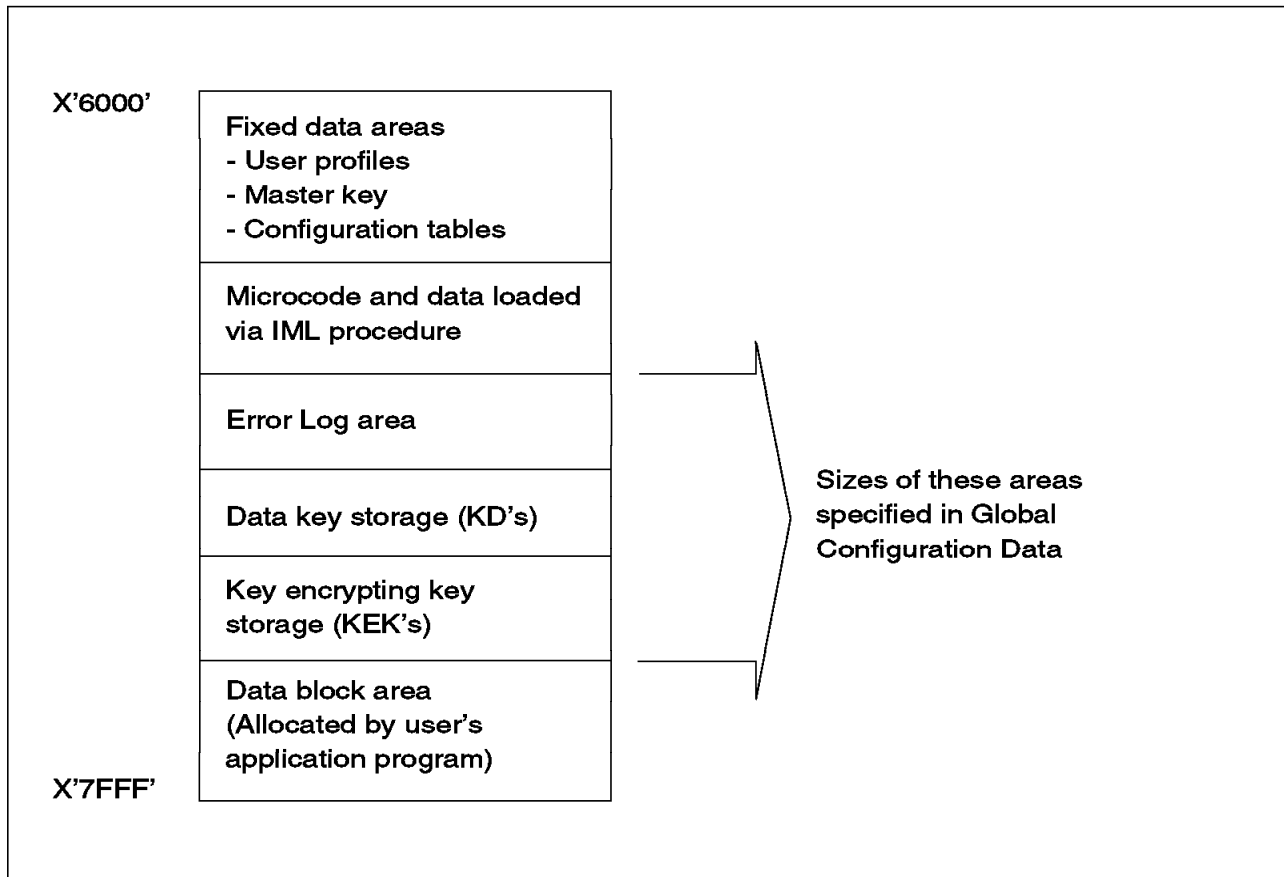 X'6000'
Fixed data areas
- User profiles
- Master key
- Configuration tables
Microcode and data loaded
via IML procedure
Error Log area
Data key storage (KD's)
Key encrypting key
storage (KEK's)
Data block area
(Allocated by user's
application program)
X'7FFF'
Sizes of these areas
specified in Global
Configuration Data